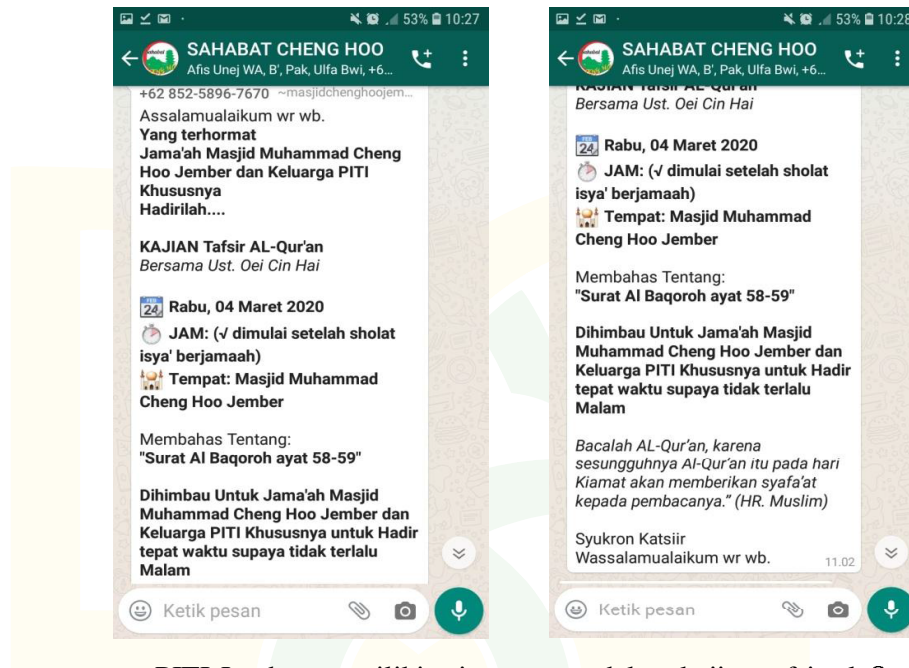 53% 10:27
SAHABAT CHENG HOO
Afis Unej WA, B', Pak, Ulfa Bwi, +6...
+62 852-5896-7670 ~masjidchenghoojem...
Assalamualaikum wr wb.
Yang terhormat
Jama'ah Masjid Muhammad Cheng
Hoo Jember dan Keluarga PITI
Khususnya
Hadirilah....
KAJIAN Tafsir AL-Qur'an
Bersama Ust. Oei Cin Hai
24 Rabu, 04 Maret 2020
JAM: (√ dimulai setelah sholat
isya' berjamaah)
Tempat: Masjid Muhammad
Cheng Hoo Jember
Membahas Tentang:
"Surat Al Baqoroh ayat 58-59"
Dihimbau Untuk Jama'ah Masjid
Muhammad Cheng Hoo Jember dan
Keluarga PITI Khususnya untuk Hadir
tepat waktu supaya tidak terlalu
Malam
Ketik pesan
53% 10:28
SAHABAT CHENG HOO
Afis Unej WA, B', Pak, Ulfa Bwi, +6...
KAJIAN Tafsir AL-Qur'an
Bersama Ust. Oei Cin Hai
24 Rabu, 04 Maret 2020
JAM: (√ dimulai setelah sholat
isya' berjamaah)
Tempat: Masjid Muhammad
Cheng Hoo Jember
Membahas Tentang:
"Surat Al Baqoroh ayat 58-59"
Dihimbau Untuk Jama'ah Masjid
Muhammad Cheng Hoo Jember dan
Keluarga PITI Khususnya untuk Hadir
tepat waktu supaya tidak terlalu
Malam
Bacalah AL-Qur'an, karena
sesungguhnya Al-Qur'an itu pada hari
Kiamat akan memberikan syafa'at
kepada pembacanya." (HR. Muslim)
Syukron Katsiir
Wassalamualaikum wr wb. 11.02
Ketik pesan